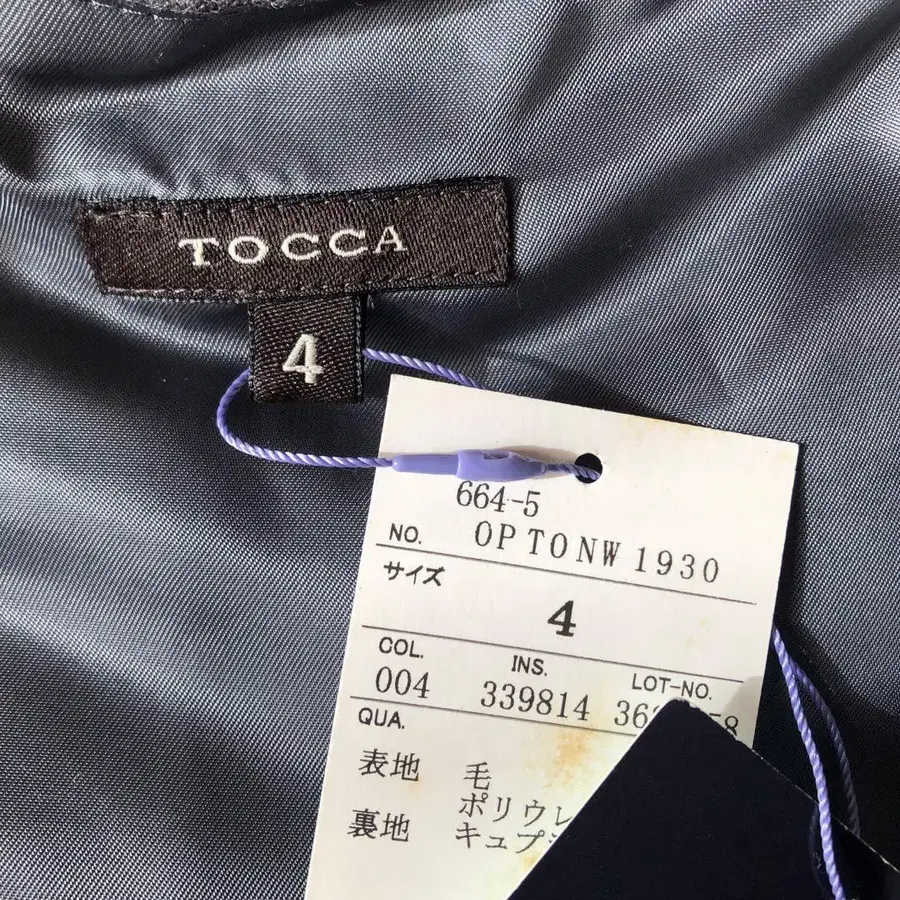 TOCCA
4
664-5
NO. OPTONW1930
サイズ
4
COL. INS. LOT-NO.
004 339814
QUA.
表地 毛
ポリウレ
裏地 キュプ